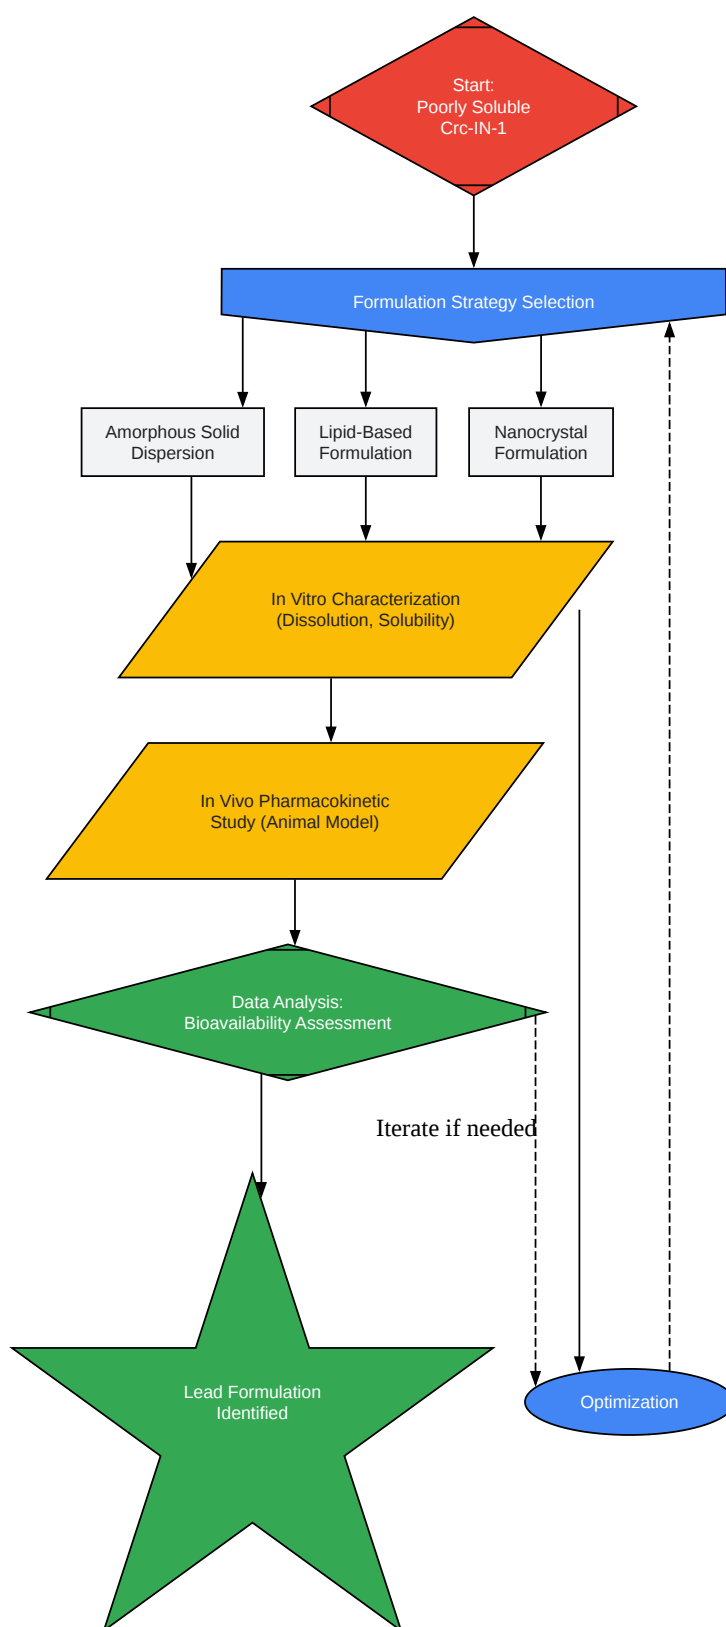 Start:
Poorly Soluble
Crc-IN-1
Formulation Strategy Selection
Amorphous Solid
Dispersion
Lipid-Based
Formulation
Nanocrystal
Formulation
In Vitro Characterization
(Dissolution, Solubility)
In Vivo Pharmacokinetic
Study (Animal Model)
Data Analysis:
Bioavailability Assessment
Iterate if needed
Lead Formulation
Identified
Optimization